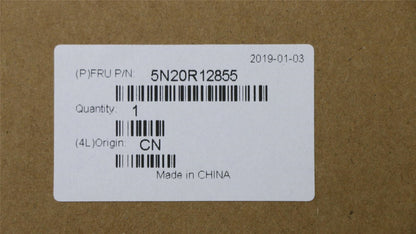 2019-01-03
(P)FRU P/N: 5N20R12855
Quantity: 1
(4L)Origin: CN
Made in CHINA